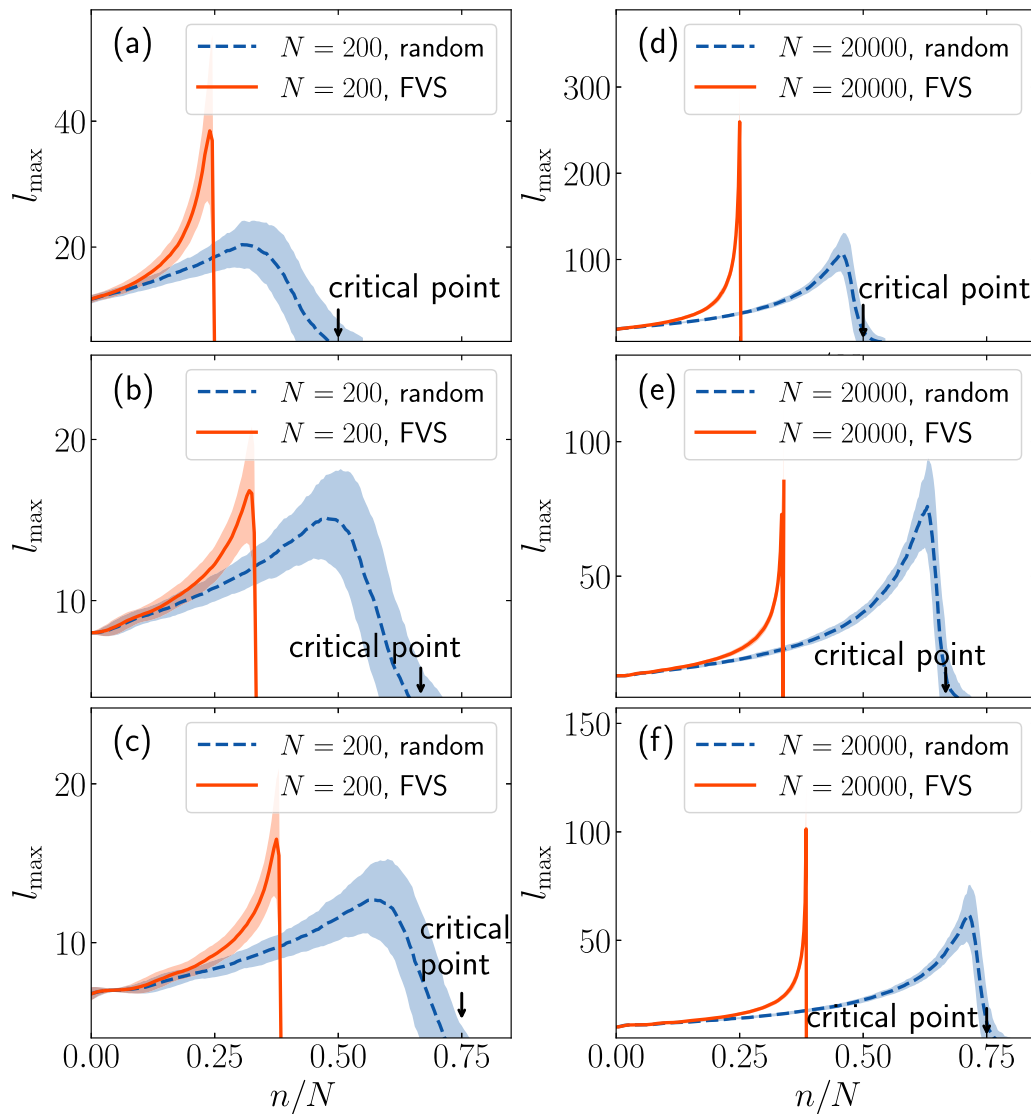 (a)
N = 200, random
N = 200, FVS
40
20
l_max
critical point
(d)
N = 20000, random
N = 20000, FVS
300
200
100
l_max
critical point
(b)
N = 200, random
N = 200, FVS
20
10
l_max
critical point
(e)
N = 20000, random
N = 20000, FVS
100
50
l_max
critical point
(c)
N = 200, random
N = 200, FVS
20
10
l_max
critical
point
0.00 0.25 0.50 0.75
n/N
(f)
N = 20000, random
N = 20000, FVS
150
100
50
l_max
critical point
0.00 0.25 0.50 0.75
n/N